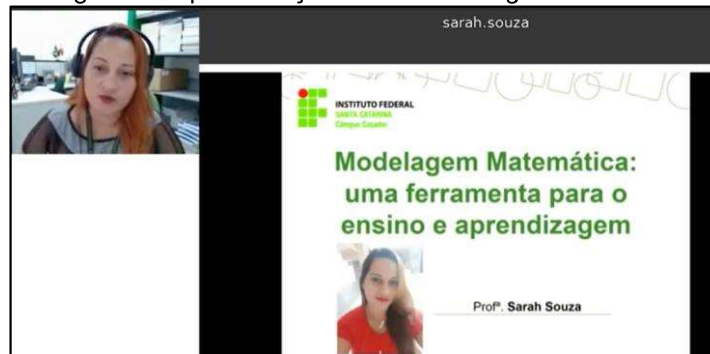 sarah.souza
INSTITUTO FEDERAL
SANTA CATARINA
Câmpus Caçador
Modelagem Matemática:
uma ferramenta para o
ensino e aprendizagem
Profª. Sarah Souza